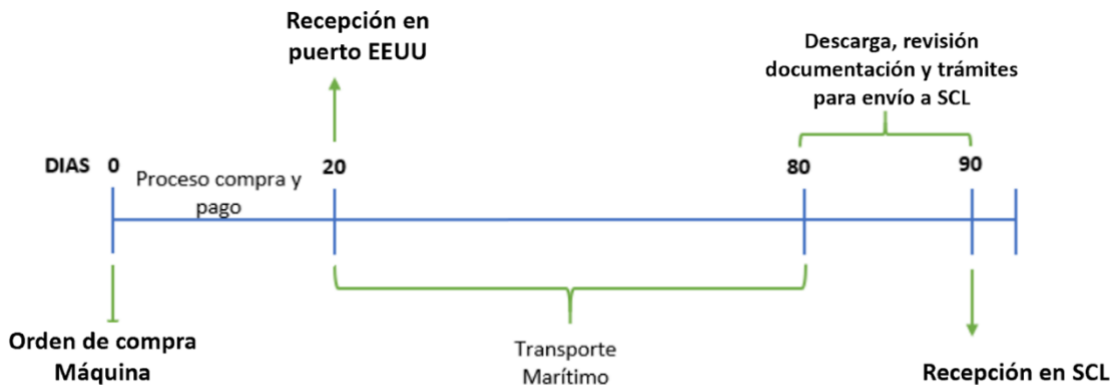 Recepción en
puerto EEUU
Descarga, revisión
documentación y trámites
para envío a SCL
DIAS 0 20 80 90
Proceso compra y
pago
Orden de compra
Máquina
Transporte
Marítimo
Recepción en SCL